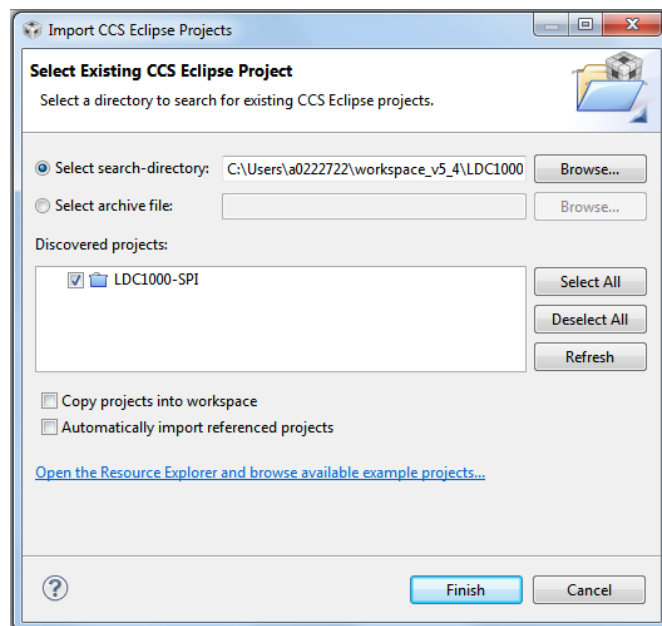 Import CCS Eclipse Projects
Select Existing CCS Eclipse Project
Select a directory to search for existing CCS Eclipse projects.
Select search-directory: C:\Users\a0222722\workspace_v5_4\LDC1000 Browse...
Select archive file: Browse...
Discovered projects:
LDC1000-SPI
Select All
Deselect All
Refresh
Copy projects into workspace
Automatically import referenced projects
Open the Resource Explorer and browse available example projects...
? Finish Cancel